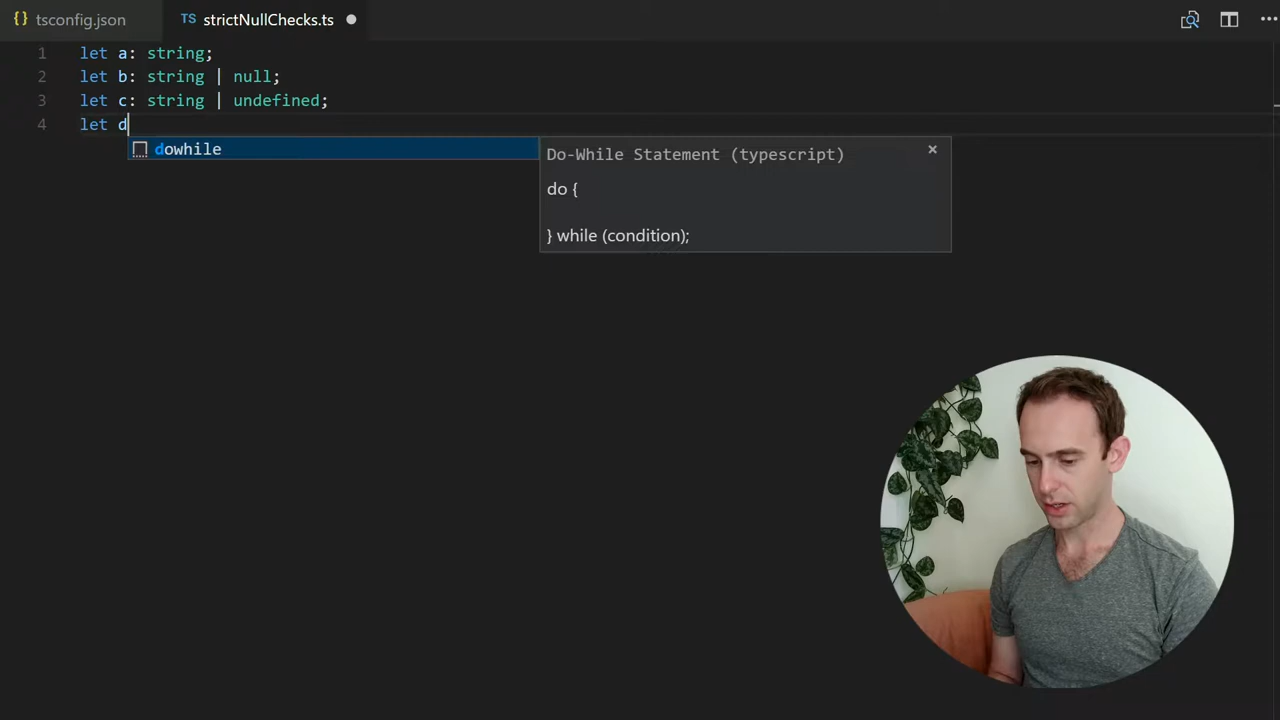 {} tsconfig.json TS strictNullChecks.ts
1 let a: string;
2 let b: string | null;
3 let c: string | undefined;
4 let d
dowhile
Do-While Statement (typescript)
do {
} while (condition);